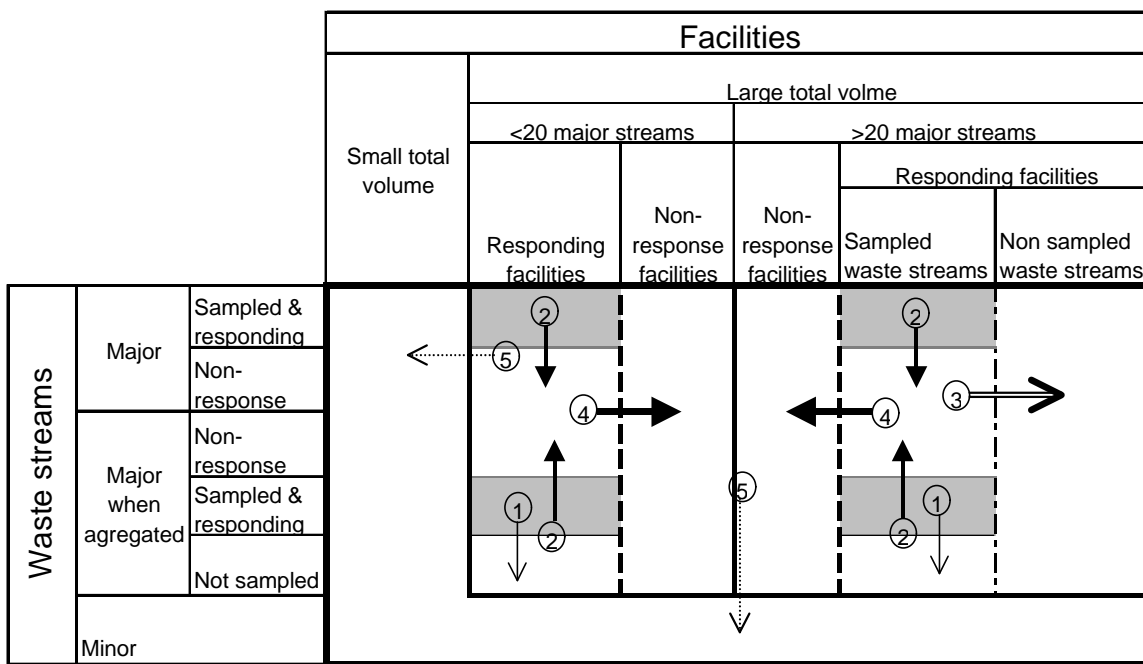 Facilities
Large total volme
<20 major streams
>20 major streams
Small total
volume
Responding facilities
Responding
facilities
Non-
response
facilities
Non-
response
facilities
Sampled
waste streams
Non sampled
waste streams
Waste streams
Major
Sampled &
responding
Non-
response
Major
when
agregated
Non-
response
Sampled &
responding
Not sampled
Minor
2
2
5
3
4
4
5
1
1
2
2